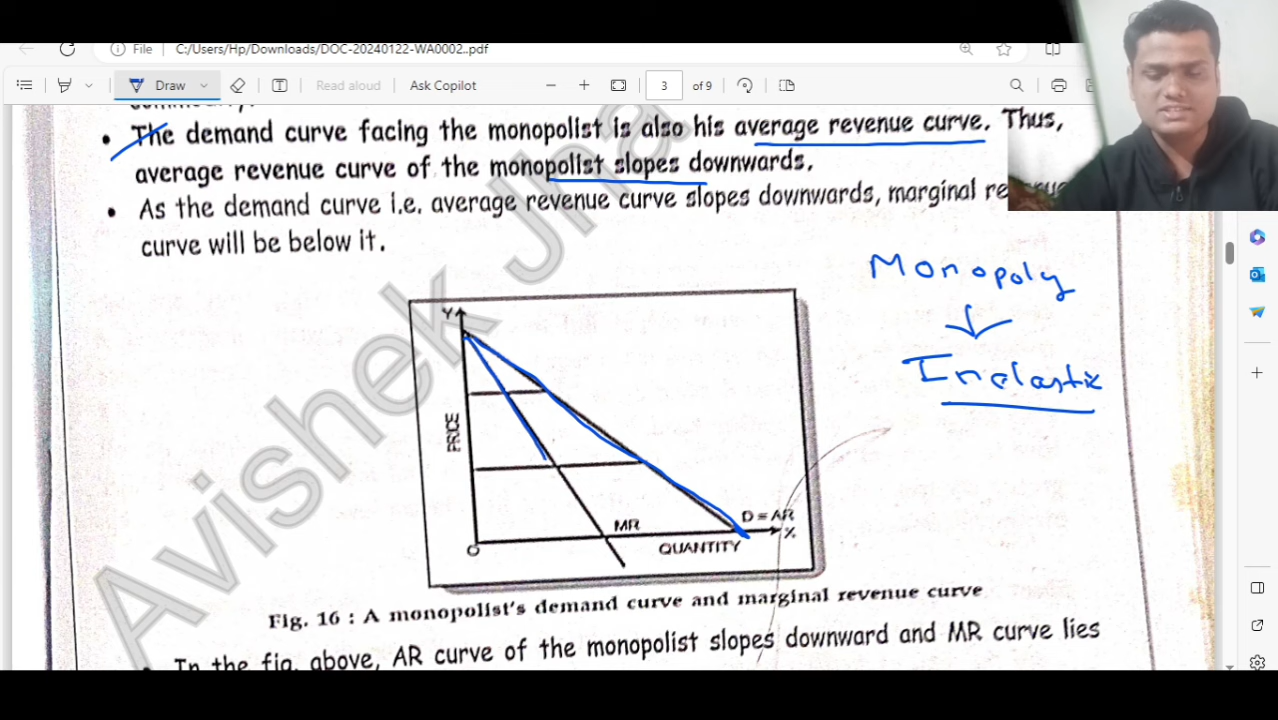 File C:/Users/Hp/Downloads/DOC-20240122-WA0002..pdf
Draw Read aloud Ask Copilot 3 of 9
• The demand curve facing the monopolist is also his average revenue curve. Thus,
average revenue curve of the monopolist slopes downwards.
• As the demand curve i.e. average revenue curve slopes downwards, marginal
curve will be below it.
Monopoly
Inelastic
Y
PRICE
MR
D = AR
O
QUANTITY
X
Fig. 16 : A monopolist's demand curve and marginal revenue curve
• In the fig. above, AR curve of the monopolist slopes downward and MR curve lies
Avishek Jha